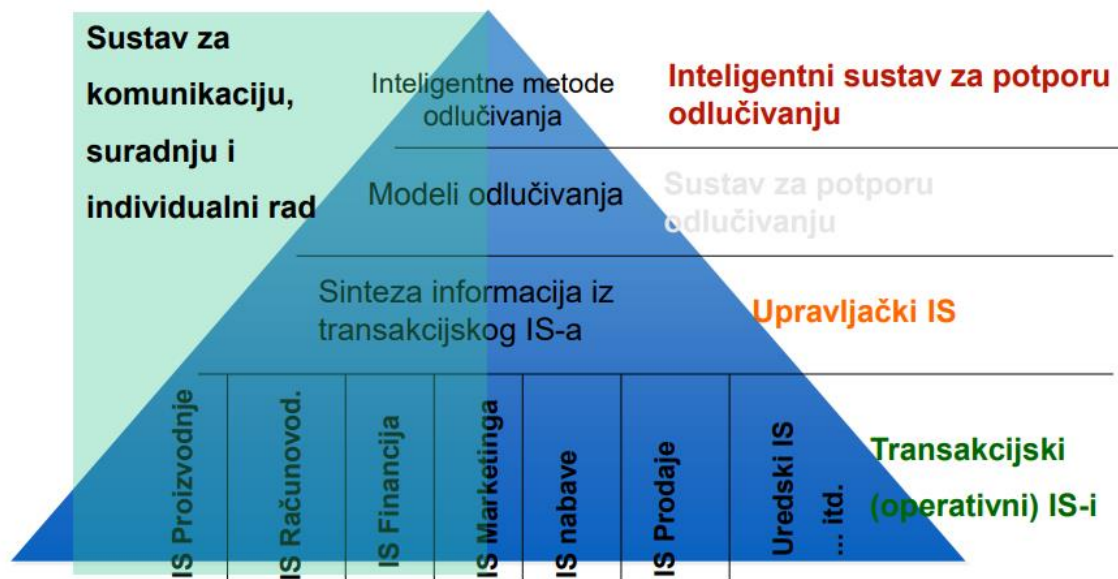 Sustav za
komunikaciju,
suradnju i
individualni rad
Inteligentne metode
odlučivanja
Inteligentni sustav za potporu
odlučivanju
Modeli odlučivanja
Sustav za potporu
odlučivanju
Sinteza informacija iz
transakcijskog IS-a
Upravljački IS
IS Proizvodnje
IS Računovod.
IS Financija
IS Marketinga
IS nabave
IS Prodaje
Uredski IS
... itd.
Transakcijski
(operativni) IS-i